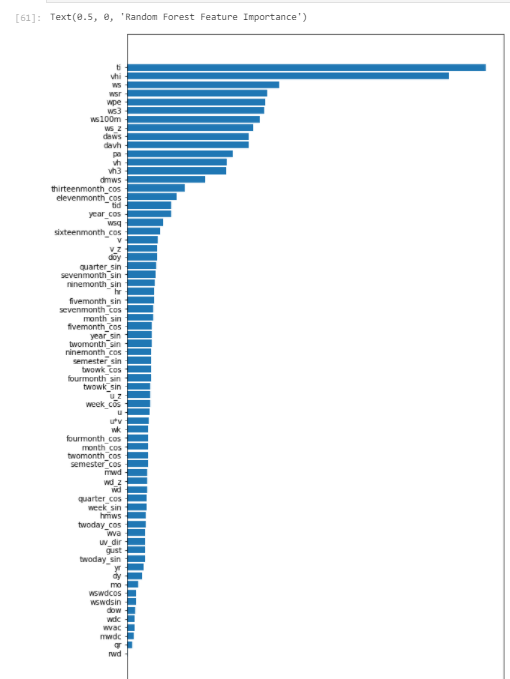 [61]: Text(0.5, 0, 'Random Forest Feature Importance')
ti
vhi
ws
wsr
wpe
ws3
ws100m
ws_z
daws
davh
pa
vh
vh3
dmws
thirteenmonth_cos
elevenmonth_cos
tid
year_cos
wsq
sixteenmonth_cos
v
v_z
doy
quarter_sin
sevenmonth_sin
ninemonth_sin
hr
fivemonth_sin
sevenmonth_cos
month_sin
fivemonth_cos
year_sin
twomonth_sin
ninemonth_cos
semester_sin
twowk_cos
fourmonth_sin
twowk_sin
u_z
week_cos
u
u*v
wk
fourmonth_cos
month_cos
twomonth_cos
semester_cos
mwd
wd_z
wd
quarter_cos
week_sin
hmws
twoday_cos
wva
uv_dir
gust
twoday_sin
yr
dy
mo
wswdcos
wswdsin
dow
wdc
wvac
mwdc
qr
rwd